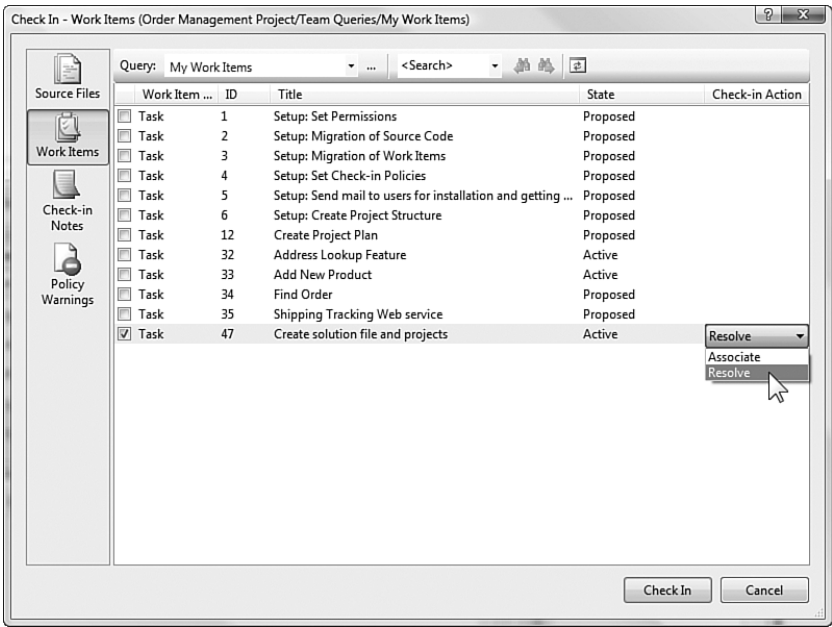 Check In - Work Items (Order Management Project/Team Queries/My Work Items)
Source Files
Work Items
Check-in
Notes
Policy
Warnings
Query: My Work Items ... <Search>
Work Item ... ID Title State Check-in Action
Task 1 Setup: Set Permissions Proposed
Task 2 Setup: Migration of Source Code Proposed
Task 3 Setup: Migration of Work Items Proposed
Task 4 Setup: Set Check-in Policies Proposed
Task 5 Setup: Send mail to users for installation and getting ... Proposed
Task 6 Setup: Create Project Structure Proposed
Task 12 Create Project Plan Proposed
Task 32 Address Lookup Feature Active
Task 33 Add New Product Active
Task 34 Find Order Proposed
Task 35 Shipping Tracking Web service Proposed
Task 47 Create solution file and projects Active Resolve
Associate
Resolve
Check In Cancel